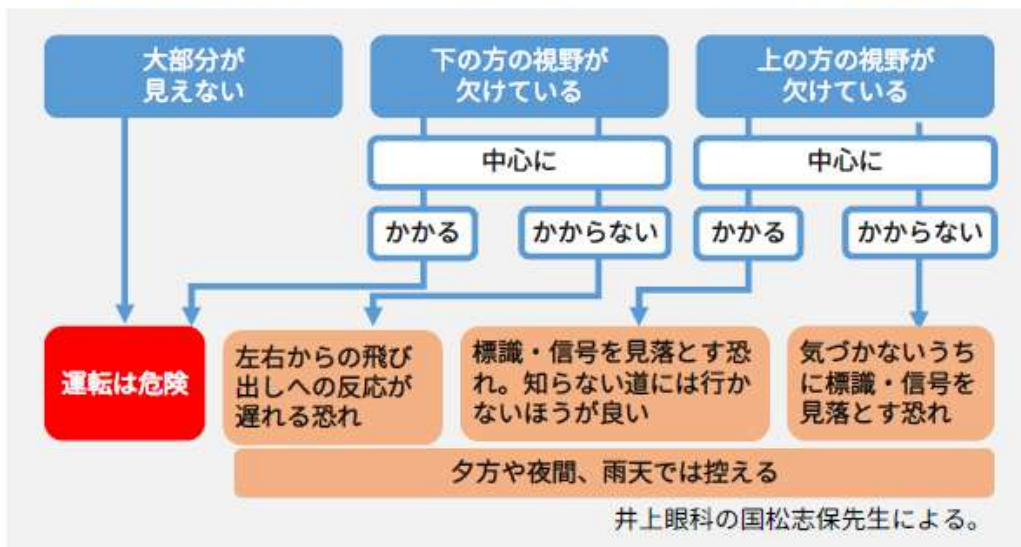 大部分が
見えない
下の方の視野が
欠けている
上の方の視野が
欠けている
中心に
中心に
かかる
かからない
かかる
かからない
運転は危険
左右からの飛び
出しへの反応が
遅れる恐れ
標識・信号を見落とす恐
れ。知らない道には行か
ないほうが良い
気づかないうち
に標識・信号を
見落とす恐れ
夕方や夜間、雨天では控える
井上眼科の国松志保先生による。